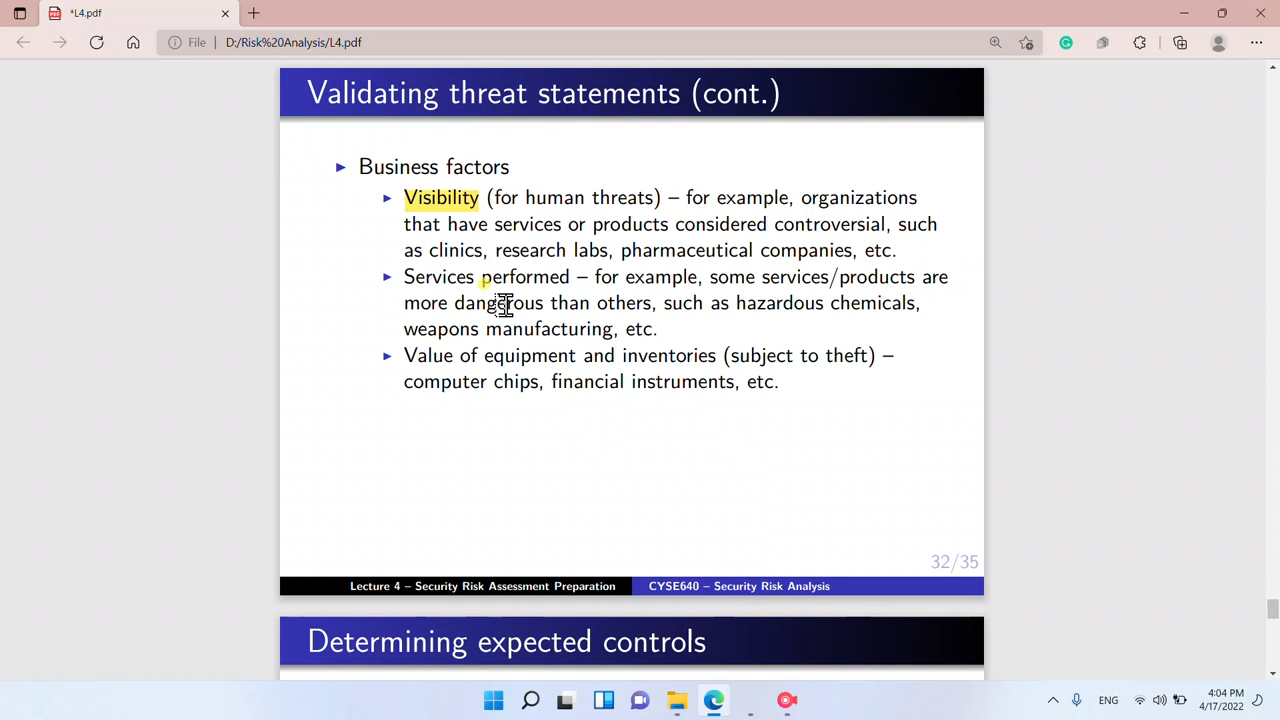 *L4.pdf
File D:/Risk%20Analysis/L4.pdf
Validating threat statements (cont.)
Business factors
Visibility (for human threats) – for example, organizations
that have services or products considered controversial, such
as clinics, research labs, pharmaceutical companies, etc.
Services performed – for example, some services/products are
more dangerous than others, such as hazardous chemicals,
weapons manufacturing, etc.
Value of equipment and inventories (subject to theft) –
computer chips, financial instruments, etc.
32/35
Lecture 4 – Security Risk Assessment Preparation CYSE640 – Security Risk Analysis
Determining expected controls
ENG 4:04 PM
4/17/2022